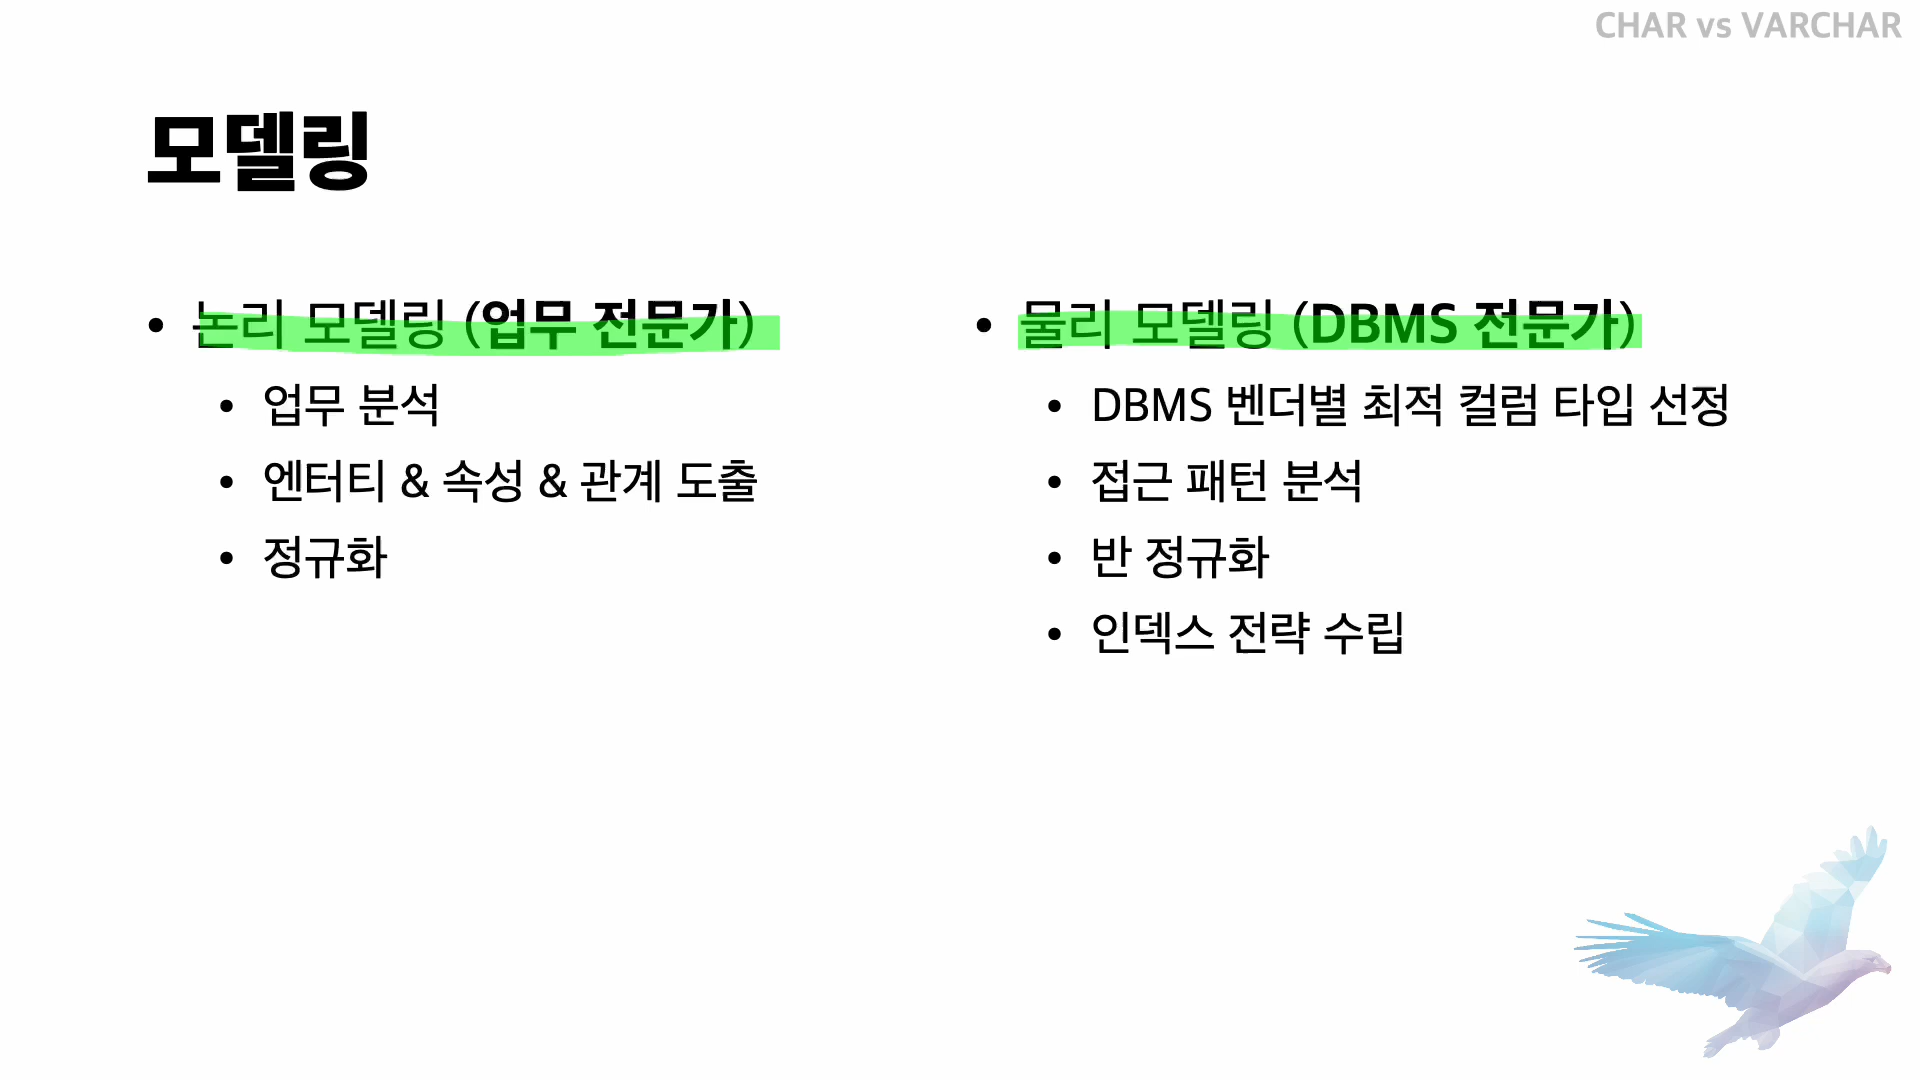 CHAR vs VARCHAR
모델링
• 논리 모델링 (업무 전문가)
• 업무 분석
• 엔터티 & 속성 & 관계 도출
• 정규화
• 물리 모델링 (DBMS 전문가)
• DBMS 벤더별 최적 컬럼 타입 선정
• 접근 패턴 분석
• 반 정규화
• 인덱스 전략 수립